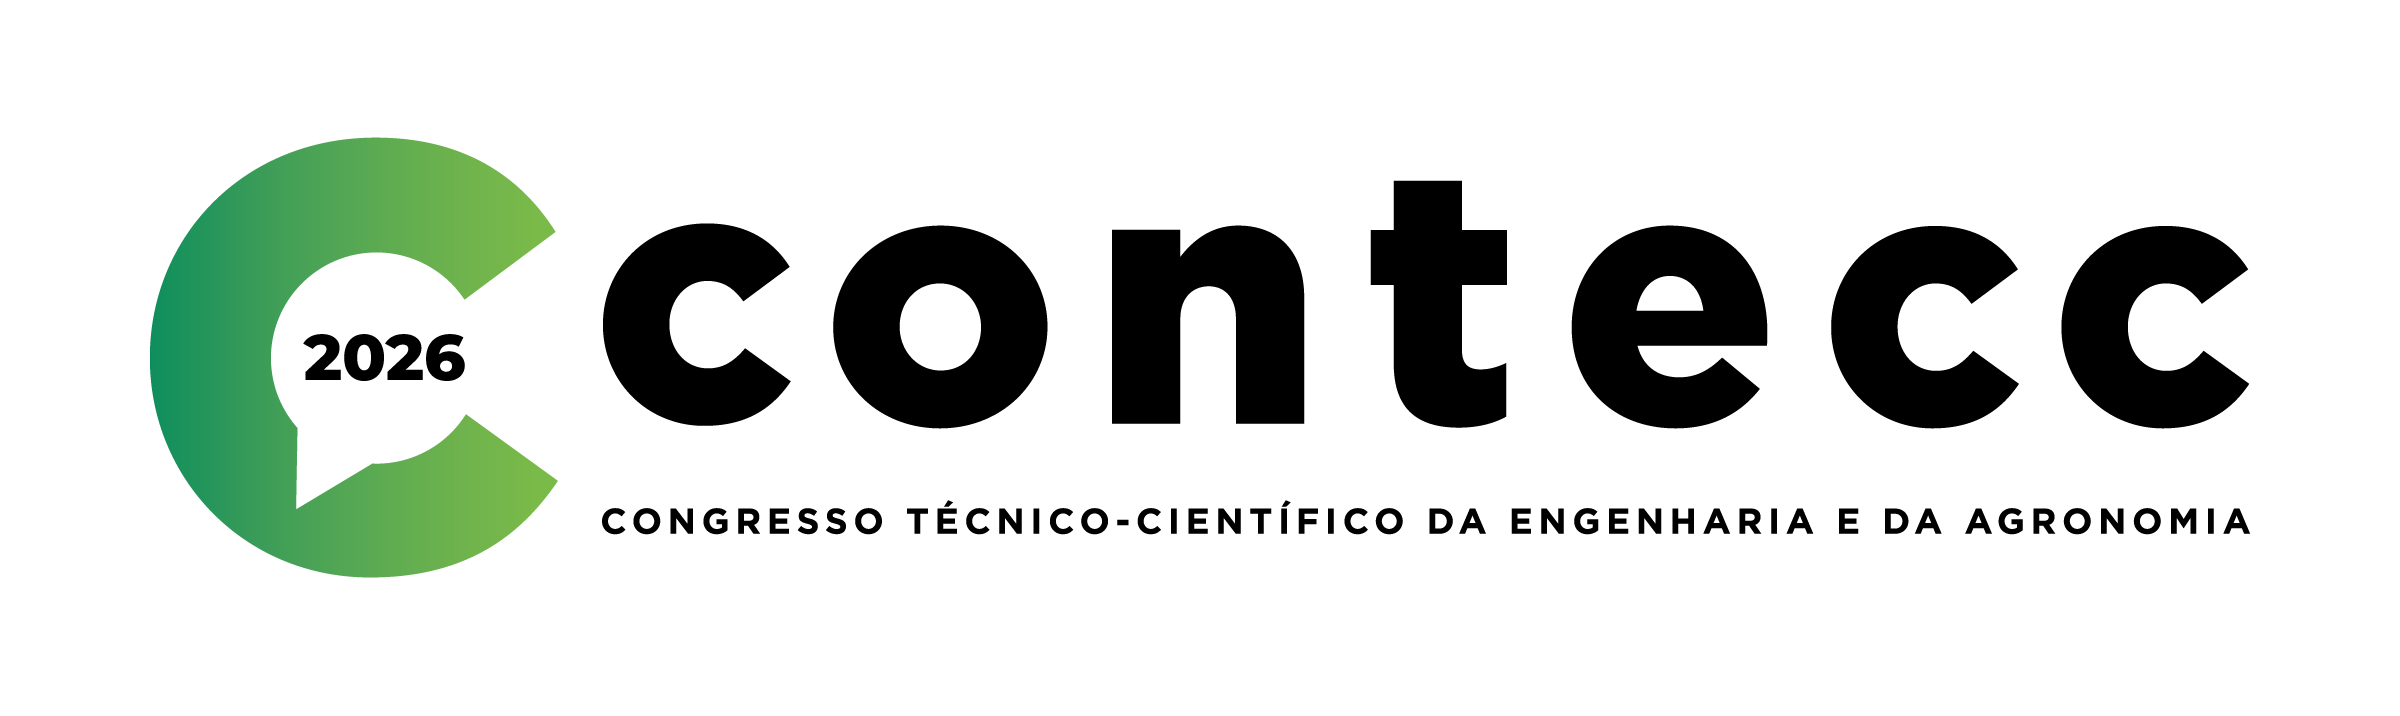 2026
contecc
CONGRESSO TÉCNICO-CIENTÍFICO DA ENGENHARIA E DA AGRONOMIA